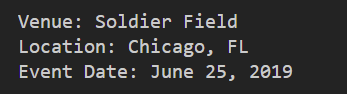 Venue: Soldier Field
Location: Chicago, FL
Event Date: June 25, 2019